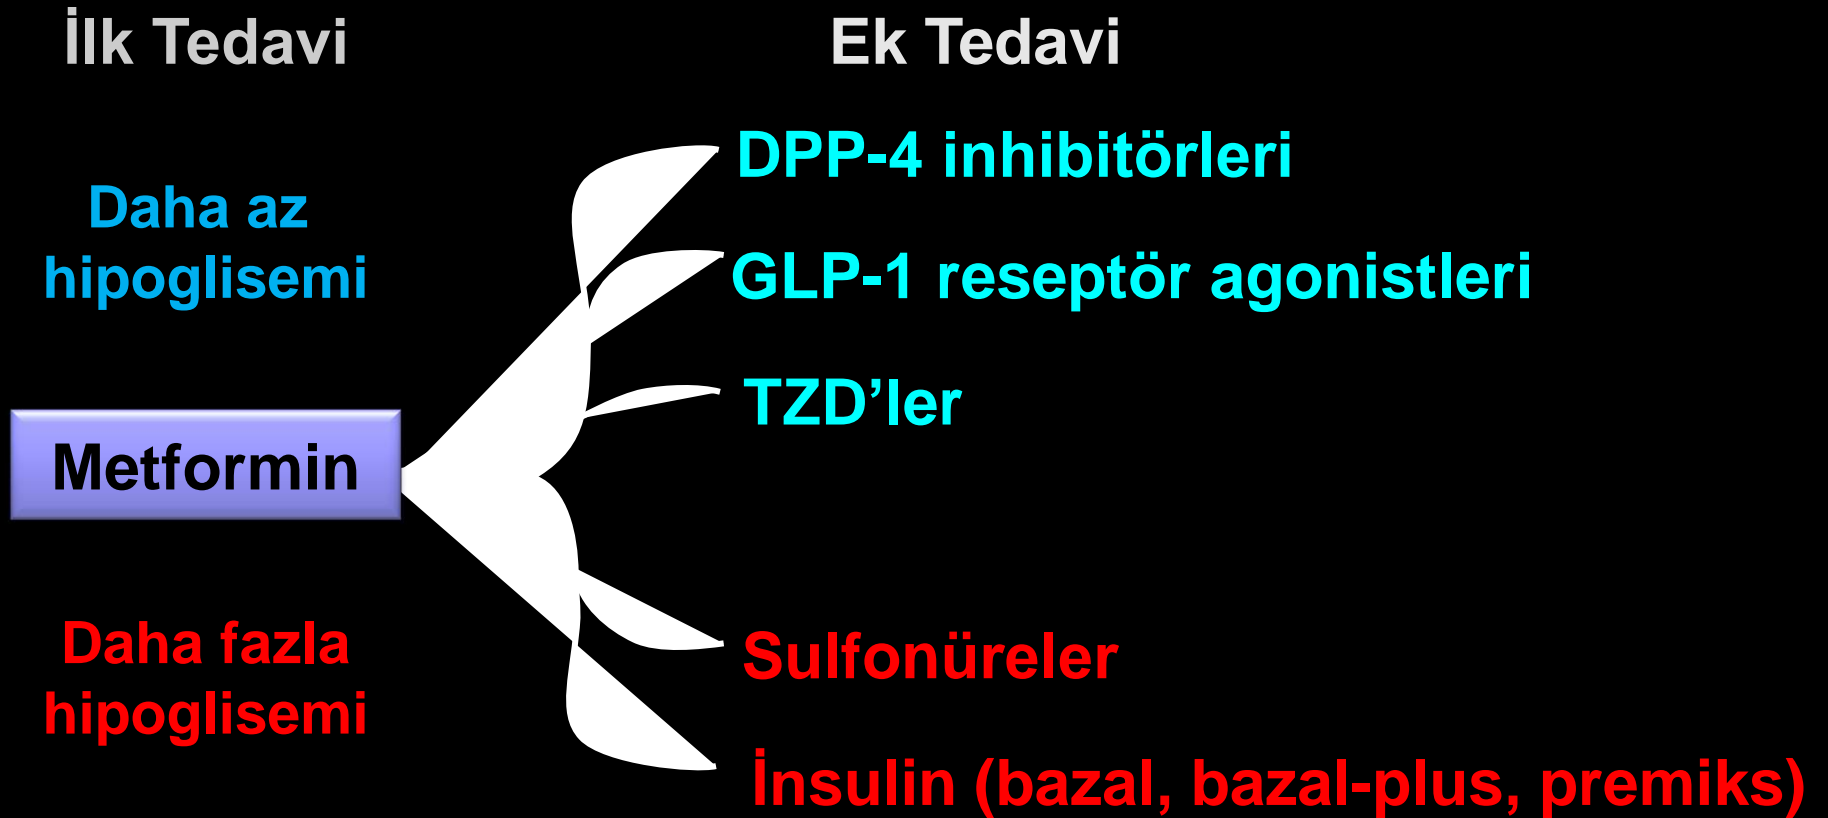 İlk Tedavi
Ek Tedavi
Daha az
hipoglisemi
DPP-4 inhibitörleri
GLP-1 reseptör agonistleri
TZD’ler
Metformin
Daha fazla
hipoglisemi
Sulfonüreler
İnsulin (bazal, bazal-plus, premiks)